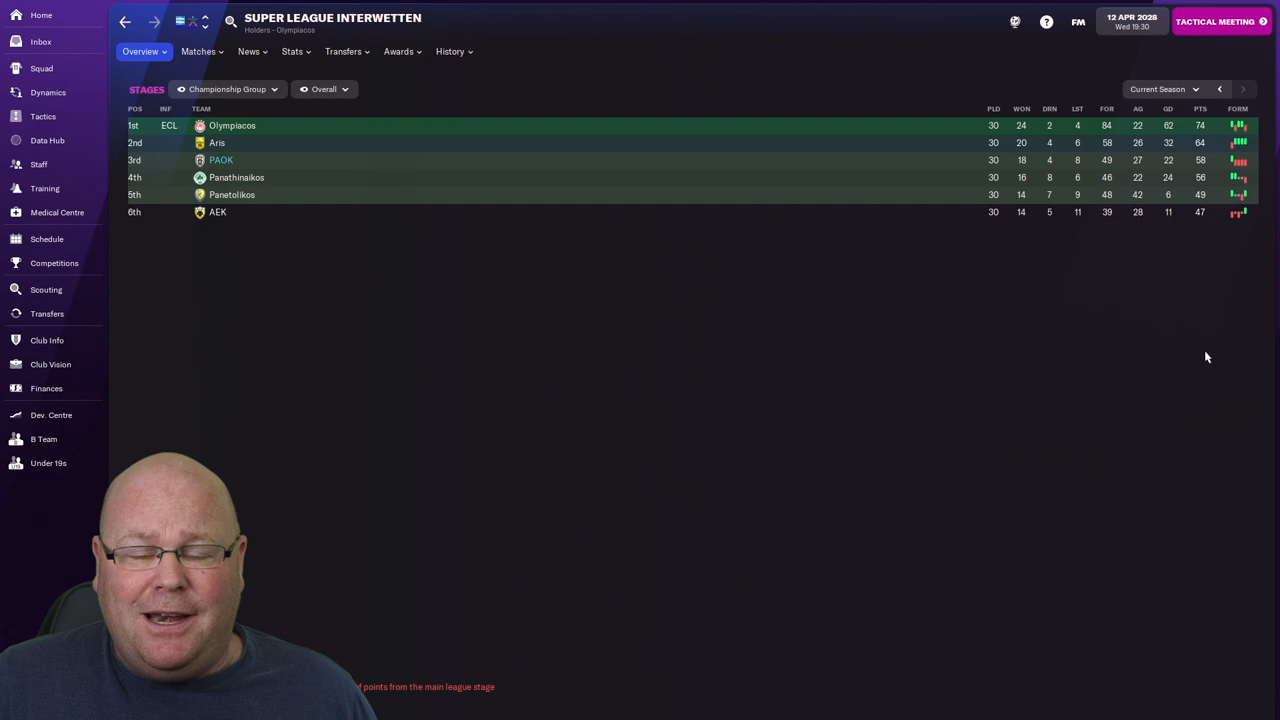 Home
Inbox
Squad
Dynamics
Tactics
Data Hub
Staff
Training
Medical Centre
Schedule
Competitions
Scouting
Transfers
Club Info
Club Vision
Finances
Dev. Centre
B Team
Under 19s
SUPER LEAGUE INTERWETTEN
Holders - Olympiacos
FM
12 APR 2028
Wed 19:30
TACTICAL MEETING
Overview Matches News Stats Transfers Awards History
STAGES Championship Group Overall Current Season
POS INF TEAM PLD WON DRN LST FOR AG GD PTS FORM
1st ECL Olympiacos 30 24 2 4 84 22 62 74
2nd Aris 30 20 4 6 58 26 32 64
3rd PAOK 30 18 4 8 49 27 22 58
4th Panathinaikos 30 16 8 6 46 22 24 56
5th Panetolikos 30 14 7 9 48 42 6 49
6th AEK 30 14 5 11 39 28 11 47
of points from the main league stage